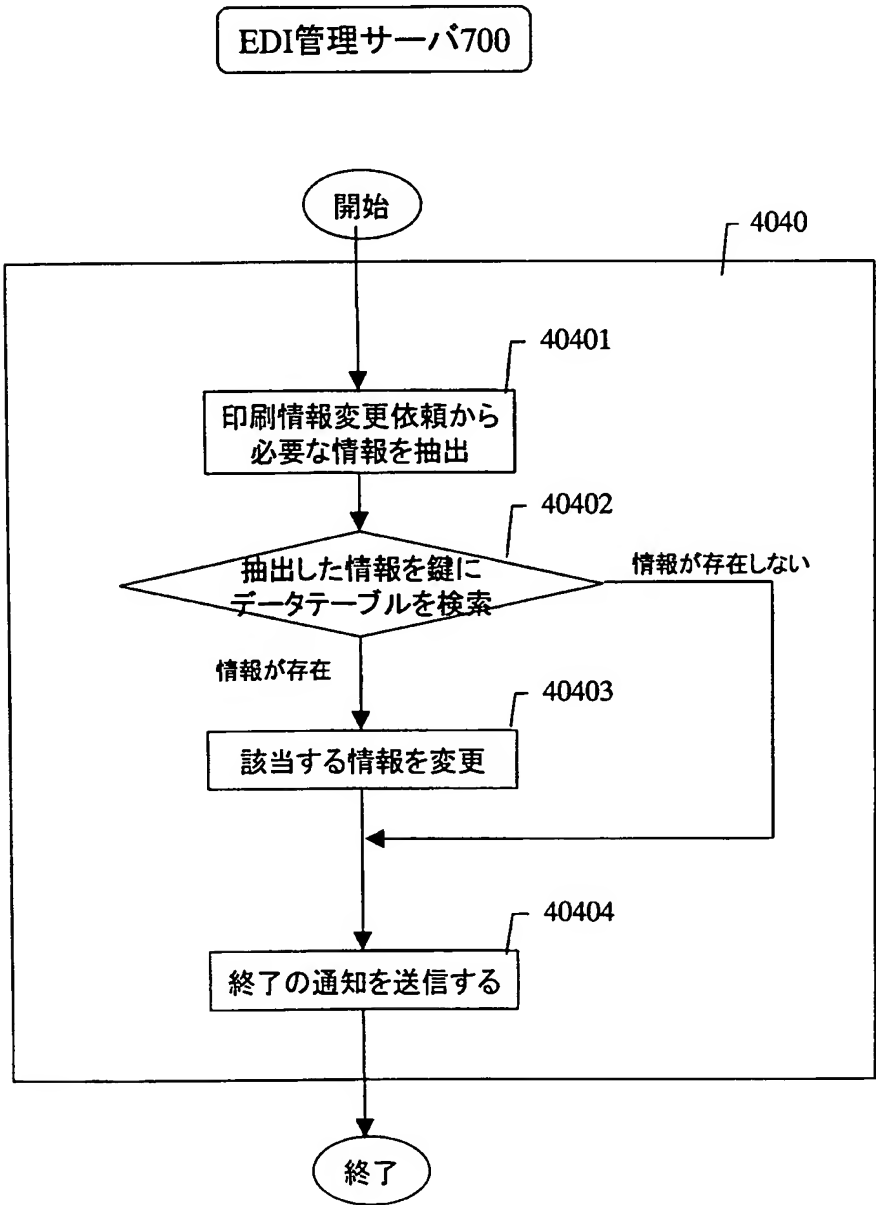 EDI管理サーバ700
開始
4040
40401
印刷情報変更依頼から
必要な情報を抽出
40402
抽出した情報を鍵に
データテーブルを検索
情報が存在しない
情報が存在
40403
該当する情報を変更
40404
終了の通知を送信する
終了